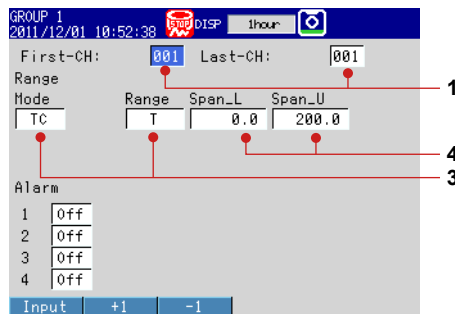 GROUP 1
2011/12/01 10:52:38 STOP DISP 1hour
First-CH: 001 Last-CH: 001
1
Range
Mode Range Span_L Span_U
TC T 0.0 200.0
4
3
Alarm
1 Off
2 Off
3 Off
4 Off
Input +1 -1